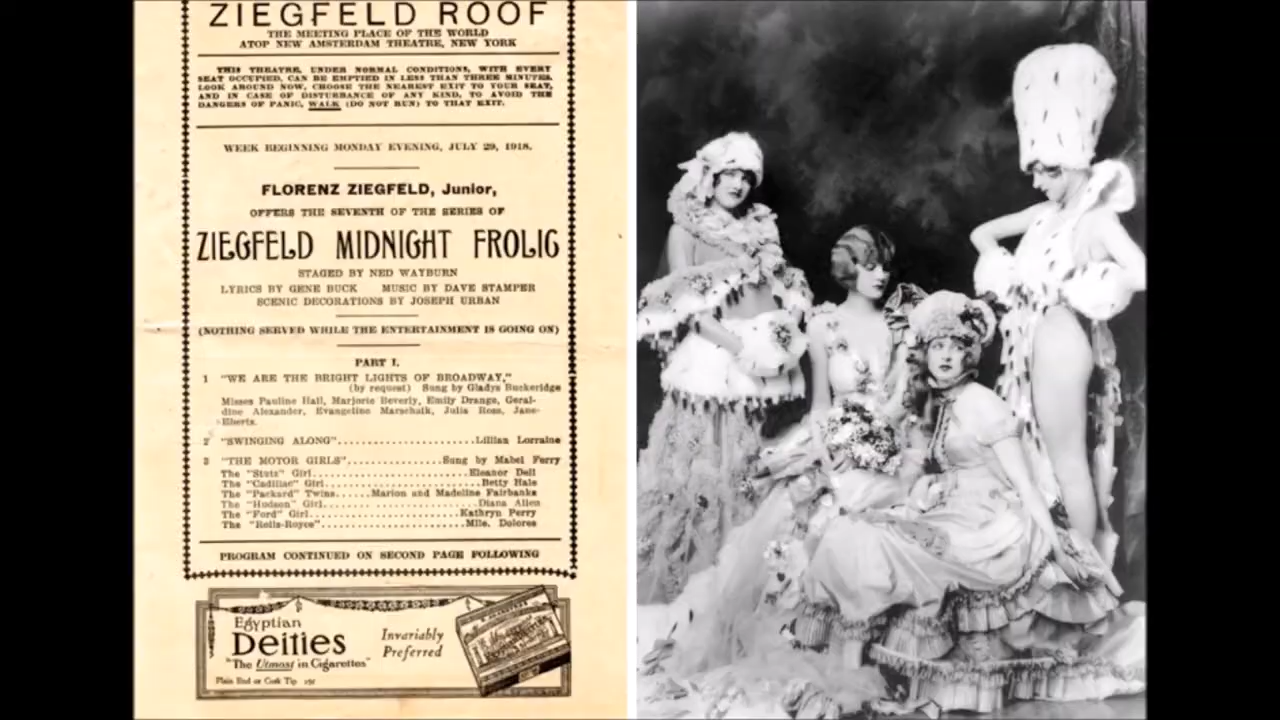 ZIEGFELD ROOF
THE MEETING PLACE OF THE WORLD
ATOP NEW AMSTERDAM THEATRE, NEW YORK
THIS THEATRE, UNDER NORMAL CONDITIONS, WITH EVERY
SEAT OCCUPIED, CAN BE EMPTIED IN LESS THAN THREE MINUTES.
LOOK AROUND NOW, CHOOSE THE NEAREST EXIT TO YOUR SEAT,
AND IN CASE OF DISTURBANCE OF ANY KIND, TO AVOID THE
DANGERS OF PANIC, WALK (DO NOT RUN) TO THAT EXIT.
WEEK BEGINNING MONDAY EVENING, JULY 29, 1918.
FLORENZ ZIEGFELD, Junior,
OFFERS THE SEVENTH OF THE SERIES OF
ZIEGFELD MIDNIGHT FROLIC
STAGED BY NED WAYBURN
LYRICS BY GENE BUCK MUSIC BY DAVE STAMPER
SCENIC DECORATIONS BY JOSEPH URBAN
(NOTHING SERVED WHILE THE ENTERTAINMENT IS GOING ON)
PART I.
1 "WE ARE THE BRIGHT LIGHTS OF BROADWAY,"
(by request) Sung by Gladys Buckeridge
Misses Pauline Hall, Marjorie Beverly, Emily Drange, Geral-
dine Alexander, Evangeline Marschalk, Julia Ross, Jane
Ebertz.
2 "SWINGING ALONG"......................Lillian Lorraine
3 "THE MOTOR GIRLS"...............Sung by Mabel Ferry
The "Stutz" Girl........................Eleanor Dell
The "Cadillac" Girl.......................Betty Hale
The "Packard" Twins......Marion and Madeline Fairbanks
The "Hudson" Girl........................Diana Allen
The "Ford" Girl.......................Kathryn Perry
The "Rolls-Royce".......................Mlle. Dolores
PROGRAM CONTINUED ON SECOND PAGE FOLLOWING
Egyptian
Deities
"The Utmost in Cigarettes"
Plain End or Cork Tip 25¢
Invariably
Preferred